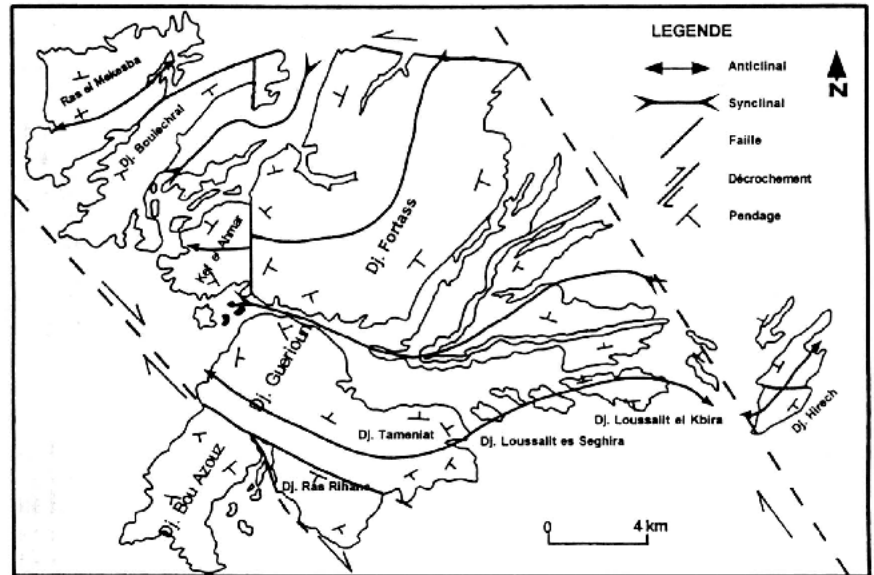 LEGENDE
Anticlinal
N
Synclinal
Faille
Décrochement
Pendage
Ras el Mekesba
Dj. Boulechral
Kef el Ahmar
Dj. Fortass
Dj. Guerioun
Dj. Tameniat
Dj. Loussalit es Seghira
Dj. Loussalit el Kbira
Dj. Hirech
Dj. Bou Azouz
Dj. Ras Rihane
0 4 km